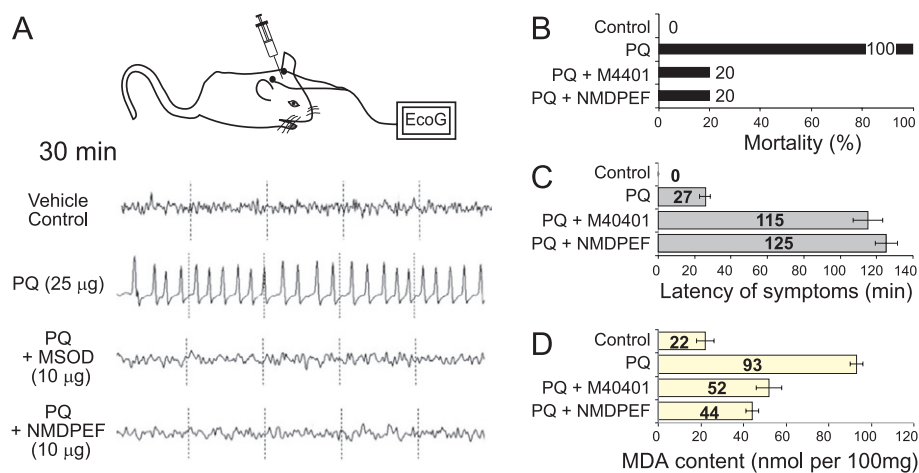 A
EcoG
30 min
Vehicle
Control
PQ (25 µg)
PQ
+ MSOD
(10 µg)
PQ
+ NMDPEF
(10 µg)
B
Control 0
PQ 100
PQ + M4401 20
PQ + NMDPEF 20
0 20 40 60 80 100
Mortality (%)
C
Control 0
PQ 27
PQ + M40401 115
PQ + NMDPEF 125
0 20 40 60 80 100 120 140
Latency of symptoms (min)
D
Control 22
PQ 93
PQ + M40401 52
PQ + NMDPEF 44
0 20 40 60 80 100 120
MDA content (nmol per 100mg)